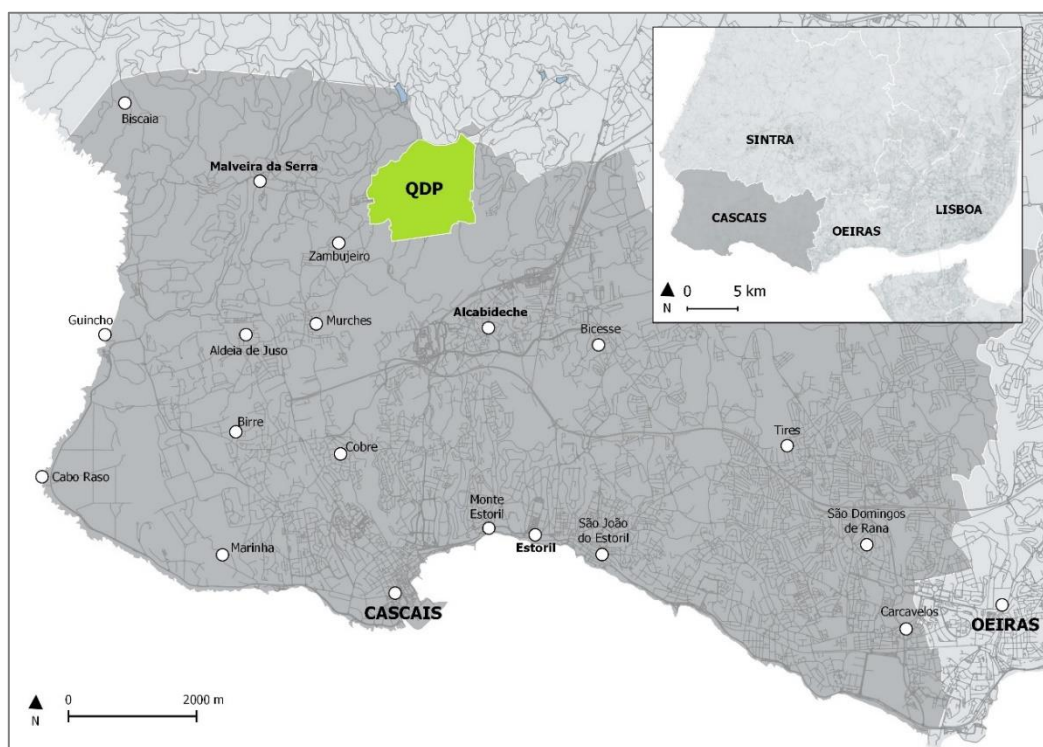 Biscaia
Malveira da Serra
QDP
Zambujeiro
Guincho
Murches
Aldeia de Juso
Alcabideche
Bicesse
Birre
Cobre
Tires
Cabo Raso
Monte
Estoril
Estoril
São João
do Estoril
São Domingos
de Rana
Marinha
CASCAIS
Carcavelos
OEIRAS
N
0
2000 m
SINTRA
CASCAIS
OEIRAS
LISBOA
N
0
5 km